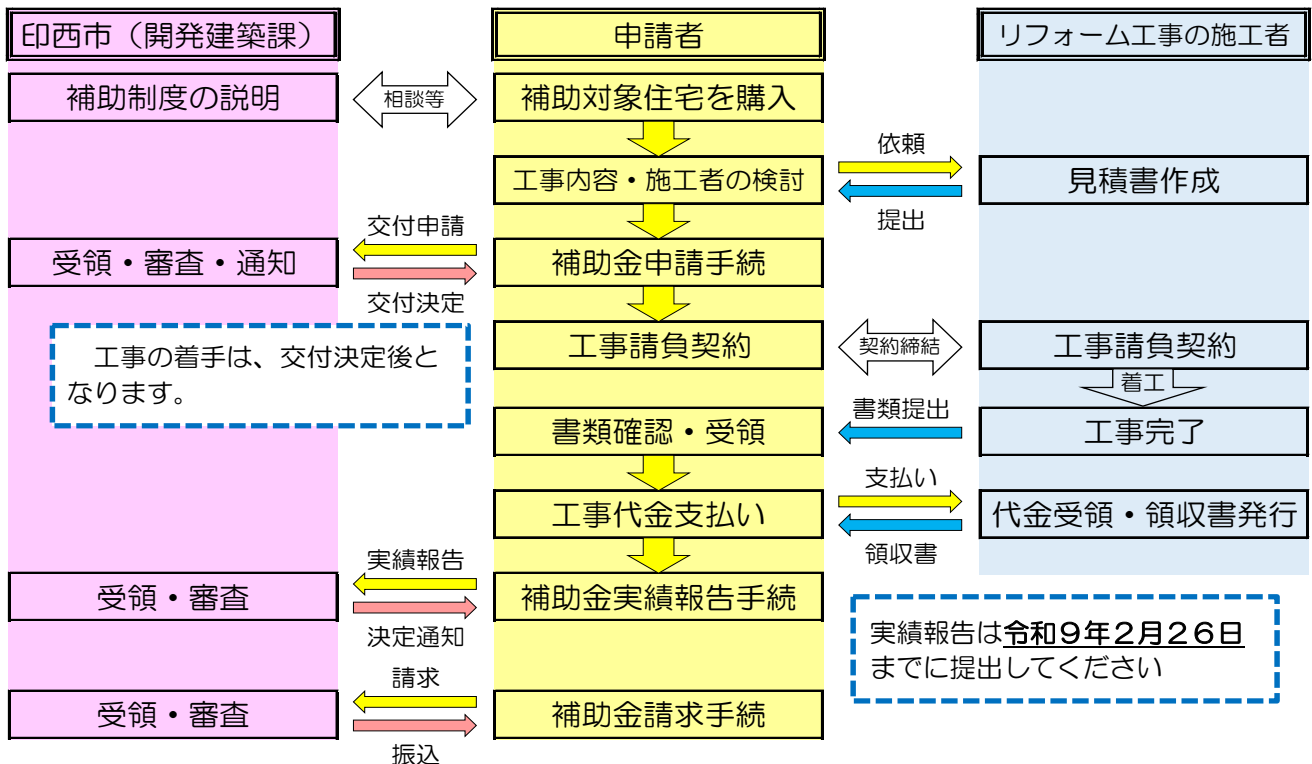 印西市（開発建築課）
申請者
リフォーム工事の施工者
補助制度の説明
相談等
補助対象住宅を購入
依頼
工事内容・施工者の検討
見積書作成
提出
交付申請
受領・審査・通知
補助金申請手続
交付決定
工事の着手は、交付決定後と
なります。
工事請負契約
契約締結
工事請負契約
着工
書類提出
書類確認・受領
工事完了
支払い
工事代金支払い
代金受領・領収書発行
領収書
実績報告
受領・審査
補助金実績報告手続
決定通知
実績報告は令和９年２月２６日
までに提出してください
請求
受領・審査
補助金請求手続
振込